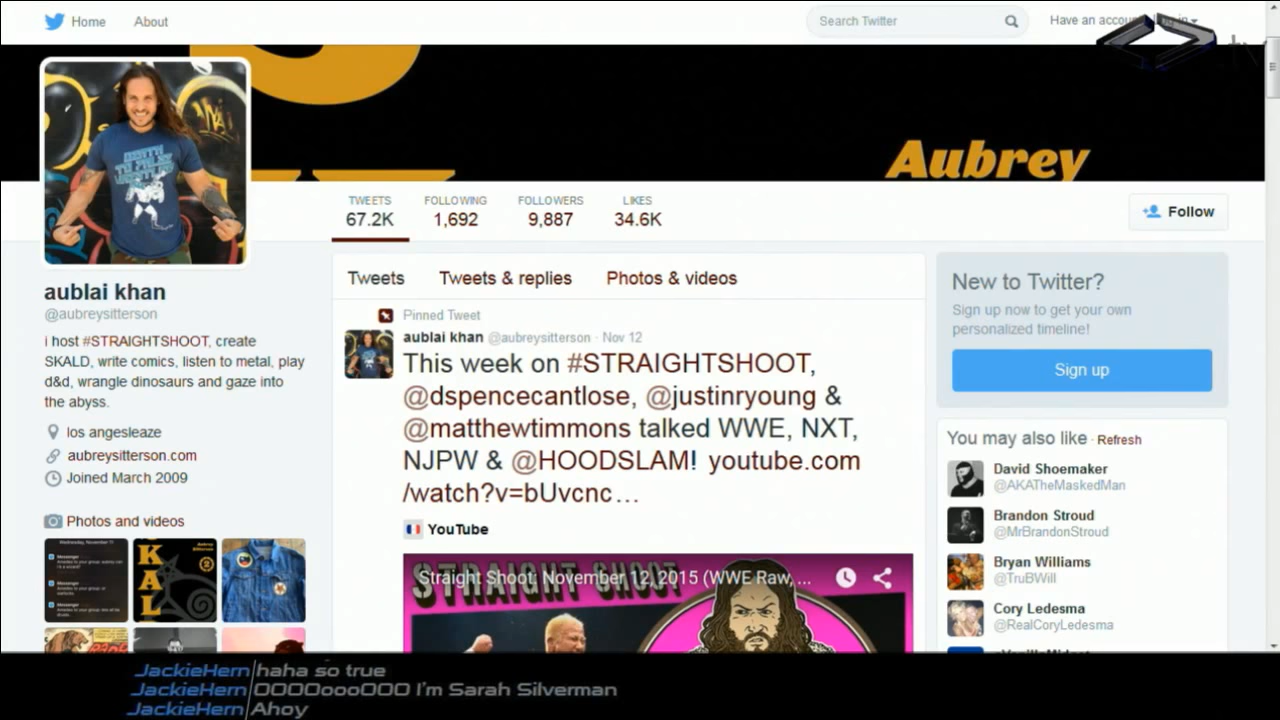 Home About Search Twitter Have an account?
Aubrey
TWEETS FOLLOWING FOLLOWERS LIKES
67.2K 1,692 9,887 34.6K
Follow
aublai khan
@aubreysitterson
i host #STRAIGHTSHOOT, create
SKALD, write comics, listen to metal, play
d&d, wrangle dinosaurs and gaze into
the abyss.
los angesleaze
aubreysitterson.com
Joined March 2009
Photos and videos
Tweets Tweets & replies Photos & videos
Pinned Tweet
aublai khan @aubreysitterson · Nov 12
This week on #STRAIGHTSHOOT,
@dspencecantlose, @justinryoung &
@matthewtimmons talked WWE, NXT,
NJPW & @HOODSLAM! youtube.com
/watch?v=bUvcnc…
YouTube
STRAIGHT SHOOT
Straight Shoot: November 12, 2015 (WWE Raw, ...
New to Twitter?
Sign up now to get your own
personalized timeline!
Sign up
You may also like · Refresh
David Shoemaker
@AKATheMaskedMan
Brandon Stroud
@MrBrandonStroud
Bryan Williams
@TruBWill
Cory Ledesma
@RealCoryLedesma
JackieHern haha so true
JackieHern OOOOoooOOO I'm Sarah Silverman
JackieHern Ahoy